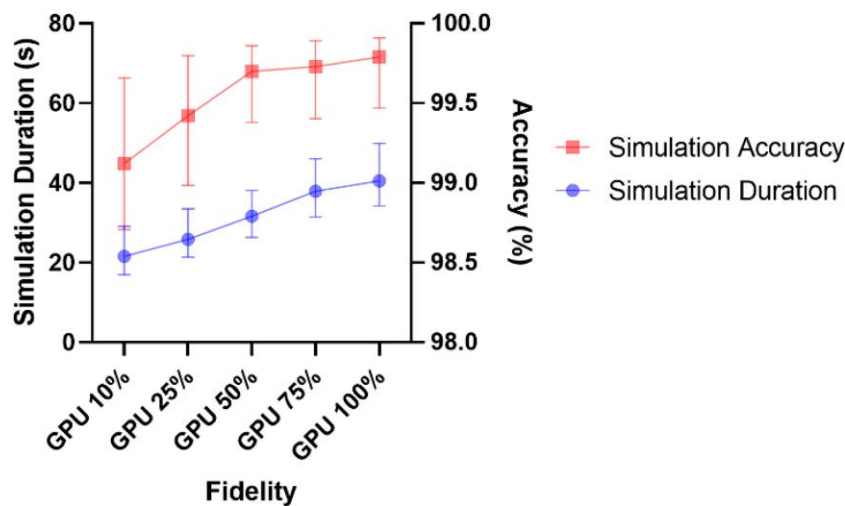 Simulation Duration (s)
80
60
40
20
0
100.0
99.5
99.0
98.5
98.0
Accuracy (%)
GPU 10%
GPU 25%
GPU 50%
GPU 75%
GPU 100%
Fidelity
Simulation Accuracy
Simulation Duration